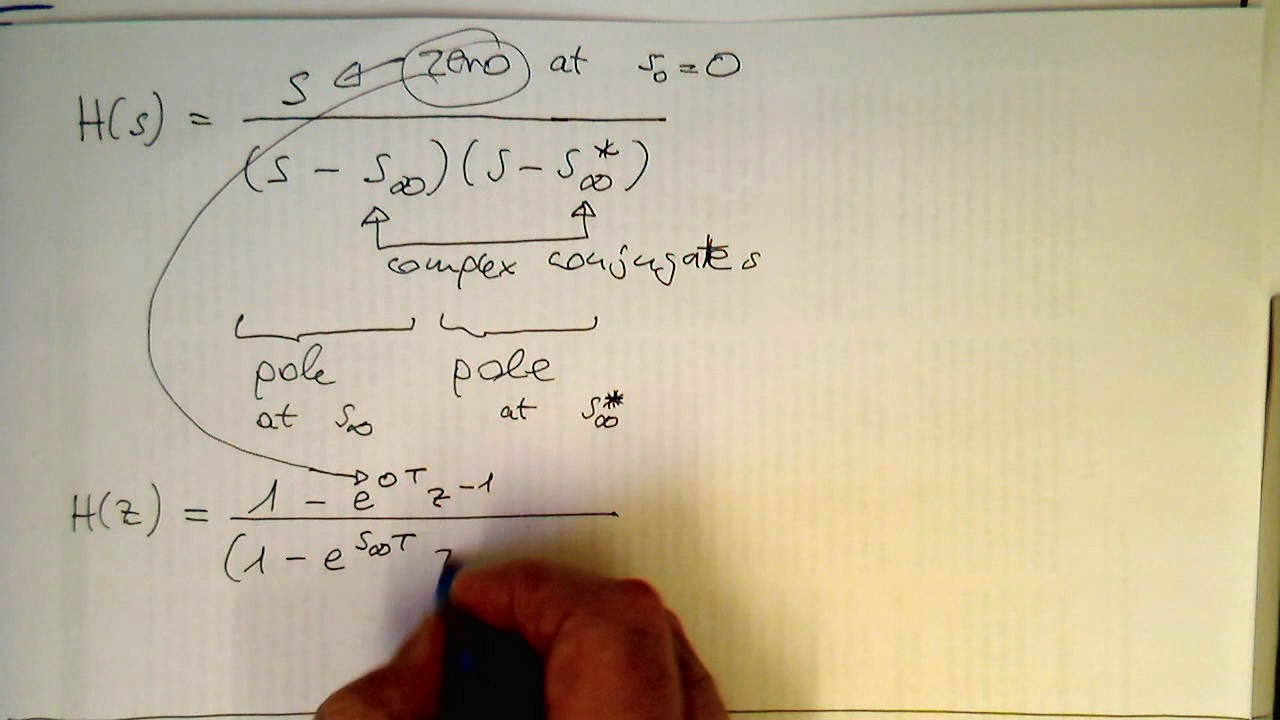 s ← zero at s₀ = 0
H(s) = ―――――
(s - s∞)(s - s∞*)
complex conjugates
pole pole
at s∞ at s∞*
1 - e^{0T} z^{-1}
H(z) = ―――――
(1 - e^{s∞T} z